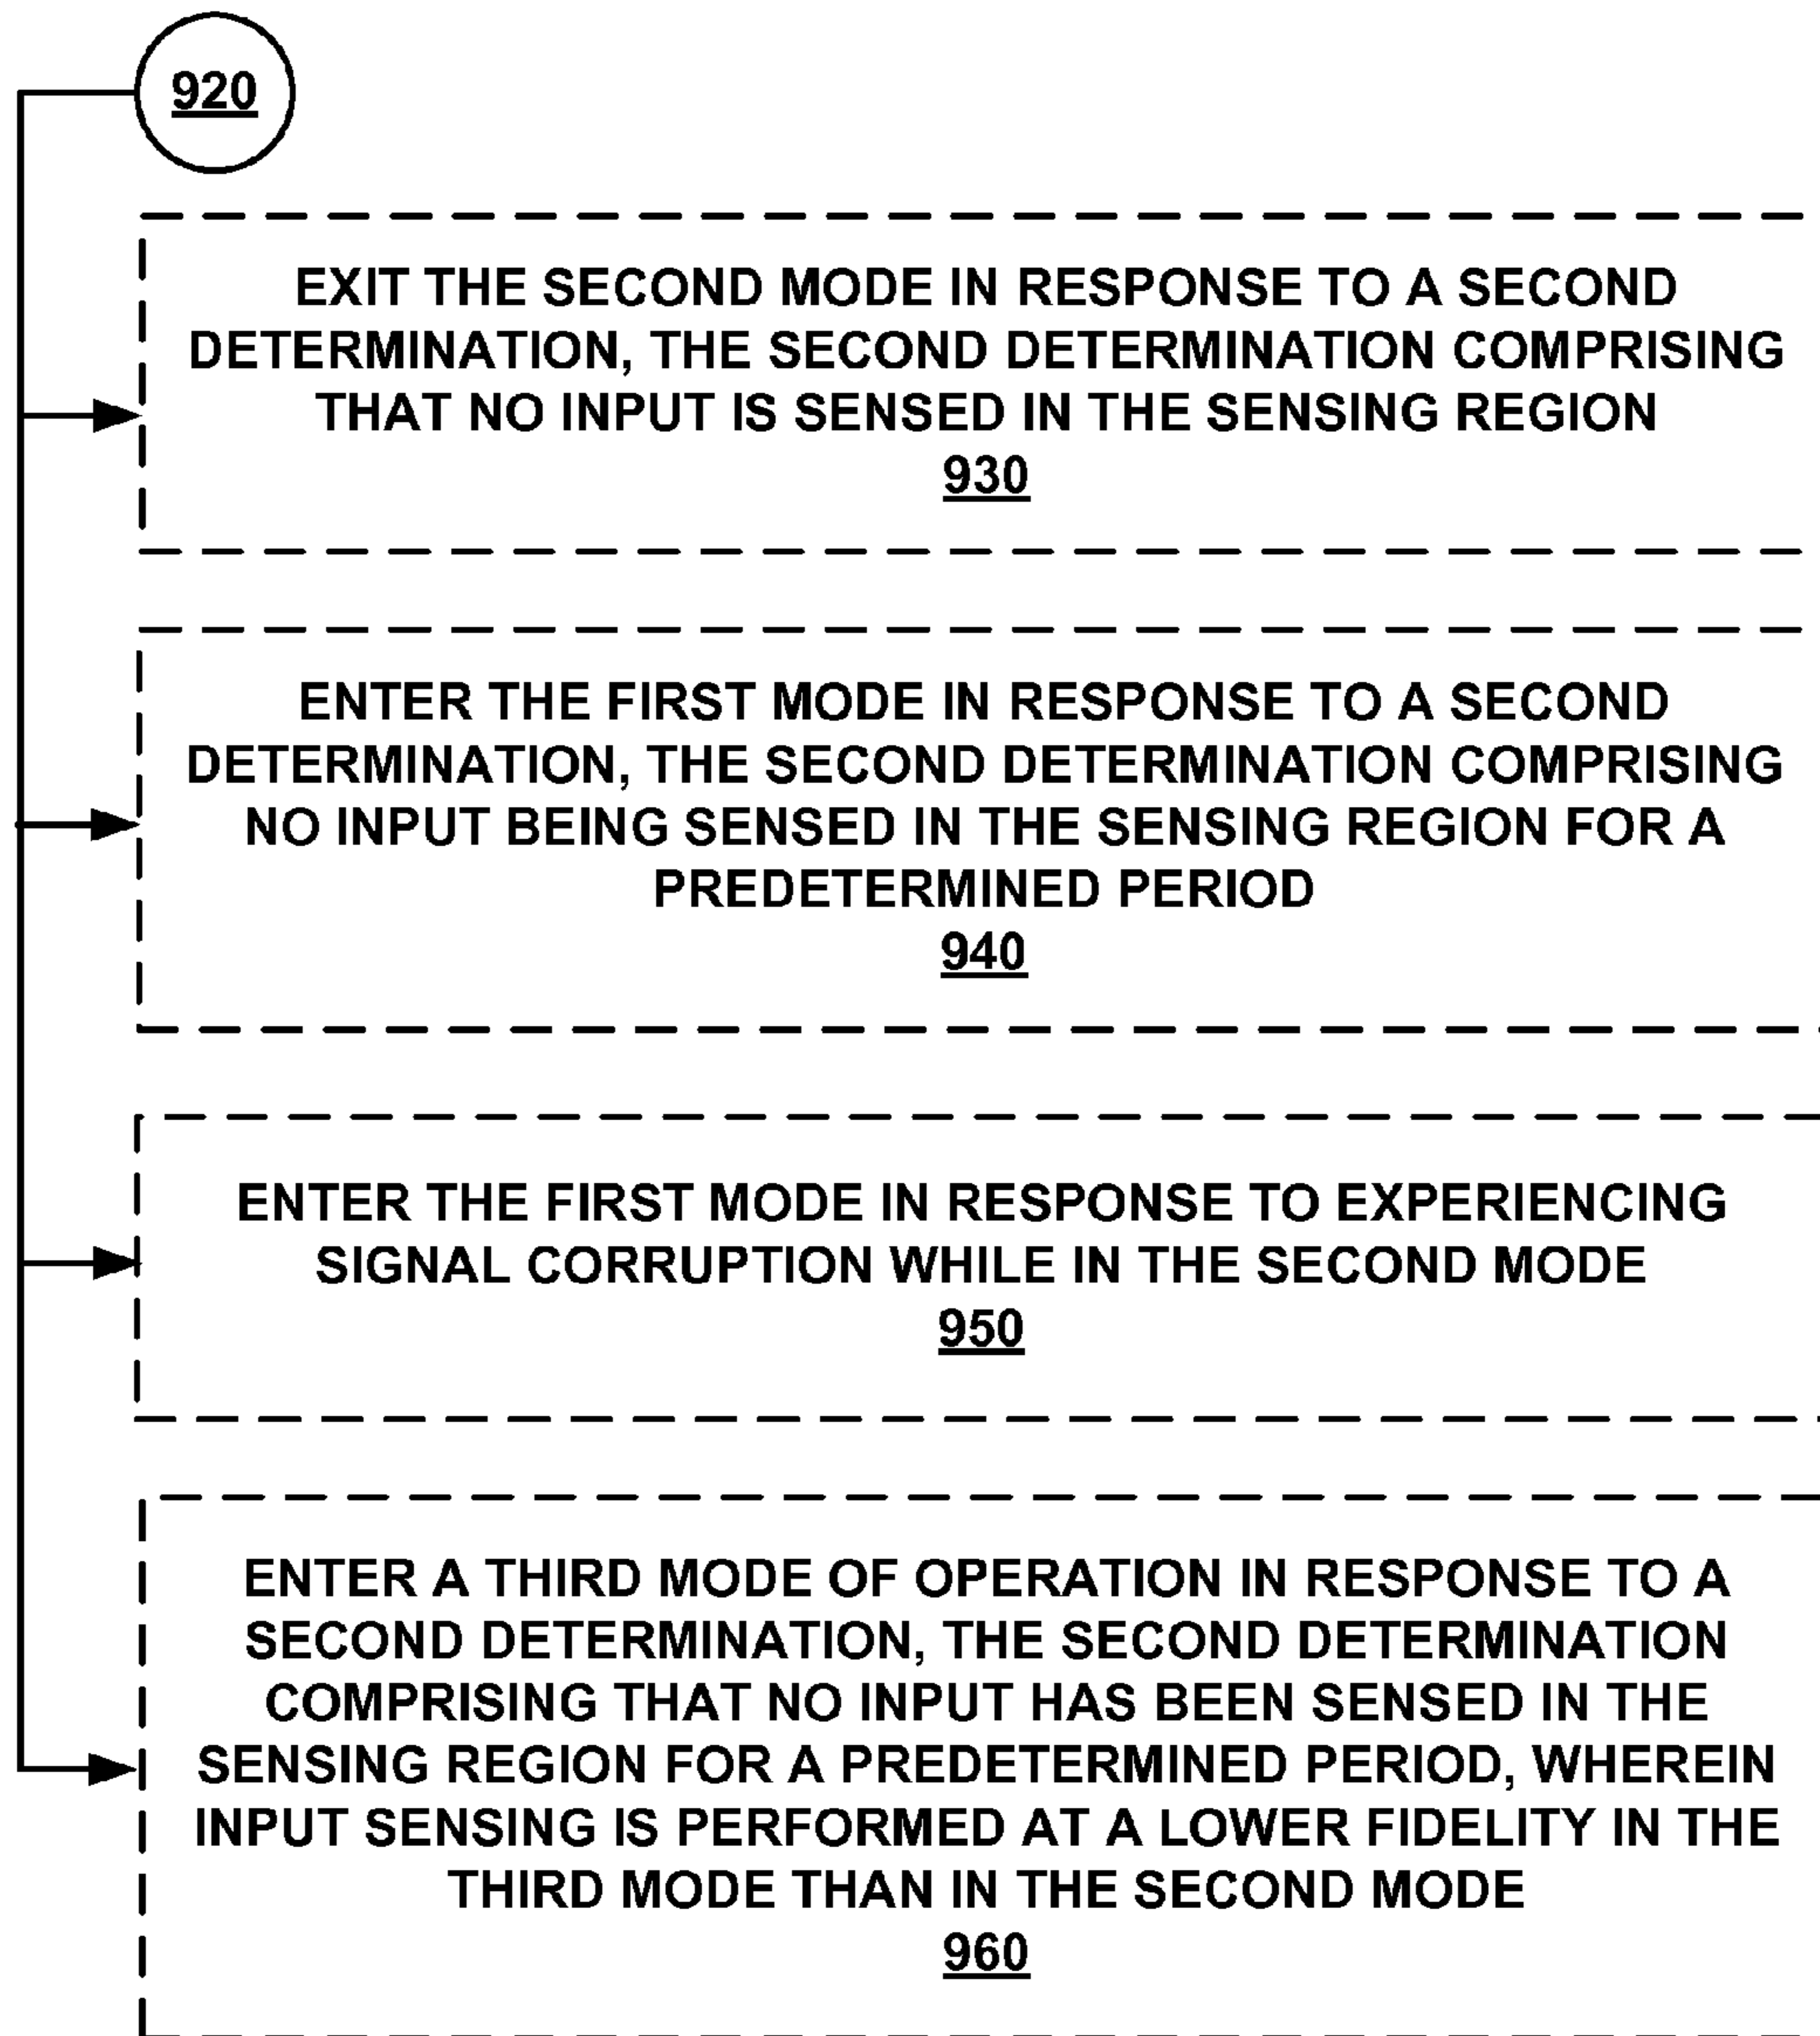 920
EXIT THE SECOND MODE IN RESPONSE TO A SECOND
DETERMINATION, THE SECOND DETERMINATION COMPRISING
THAT NO INPUT IS SENSED IN THE SENSING REGION
930
ENTER THE FIRST MODE IN RESPONSE TO A SECOND
DETERMINATION, THE SECOND DETERMINATION COMPRISING
NO INPUT BEING SENSED IN THE SENSING REGION FOR A
PREDETERMINED PERIOD
940
ENTER THE FIRST MODE IN RESPONSE TO EXPERIENCING
SIGNAL CORRUPTION WHILE IN THE SECOND MODE
950
ENTER A THIRD MODE OF OPERATION IN RESPONSE TO A
SECOND DETERMINATION, THE SECOND DETERMINATION
COMPRISING THAT NO INPUT HAS BEEN SENSED IN THE
SENSING REGION FOR A PREDETERMINED PERIOD, WHEREIN
INPUT SENSING IS PERFORMED AT A LOWER FIDELITY IN THE
THIRD MODE THAN IN THE SECOND MODE
960